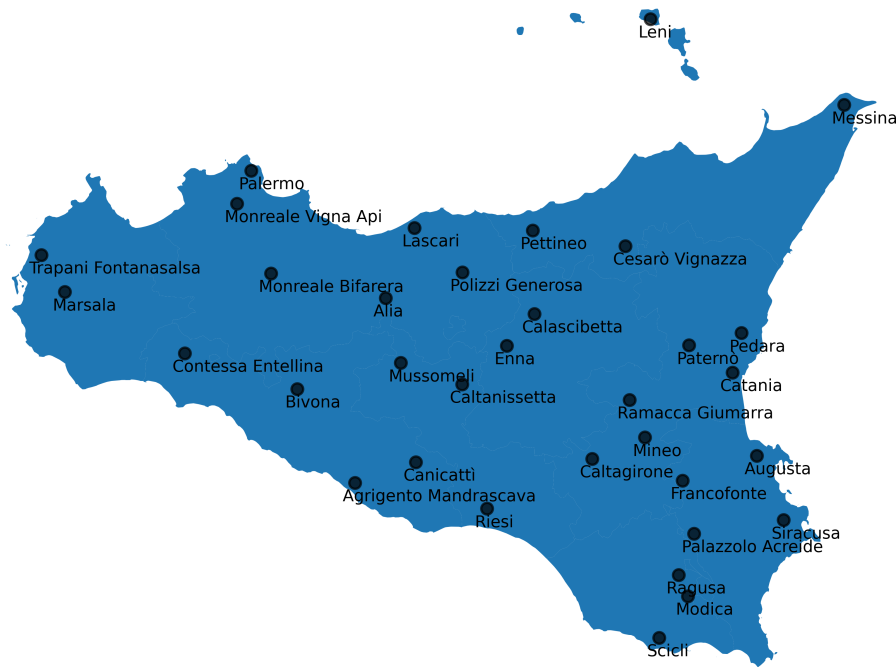 Leni
Messina
Palermo
Monreale Vigna Api
Lascari
Pettineo
Cesarò Vignazza
Trapani Fontanasalsa
Monreale Bifarera
Polizzi Generosa
Marsala
Alia
Calascibetta
Pedara
Enna
Paternò
Contessa Entellina
Mussomeli
Catania
Caltanissetta
Bivona
Ramacca Giumarra
Mineo
Augusta
Caltagirone
Canicattì
Francofonte
Agrigento Mandrascava
Riesi
Siracusa
Palazzolo Acreide
Ragusa
Modica
Scicli